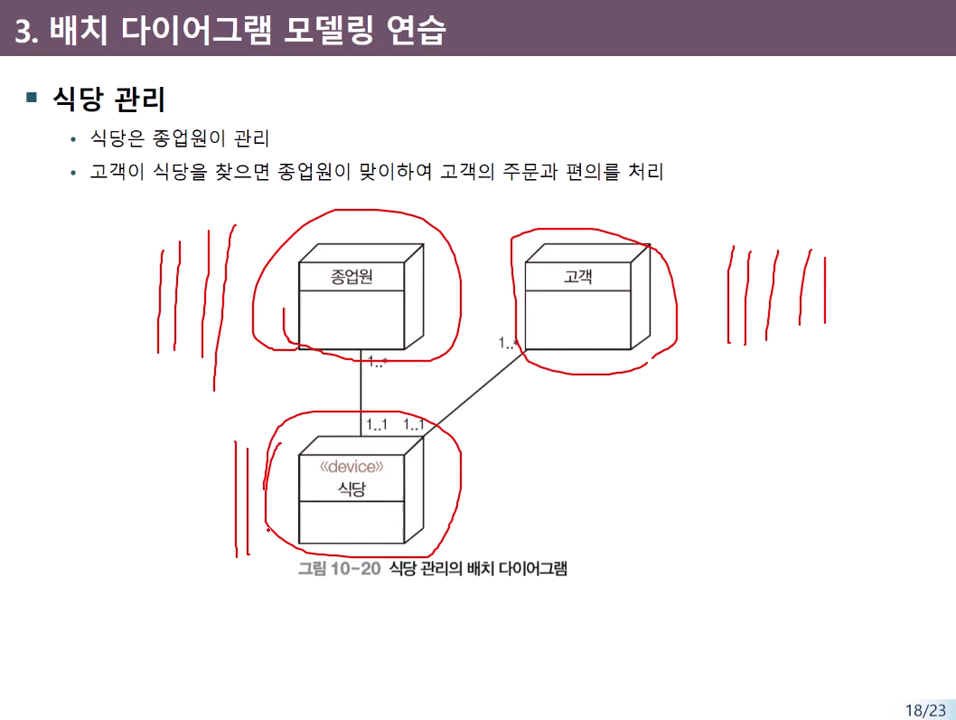 3. 배치 다이어그램 모델링 연습
식당 관리
식당은 종업원이 관리
고객이 식당을 찾으면 종업원이 맞이하여 고객의 주문과 편의를 처리
종업원
고객
1..*
1..*
1..1
1..1
《device》
식당
그림 10-20 식당 관리의 배치 다이어그램
18/23